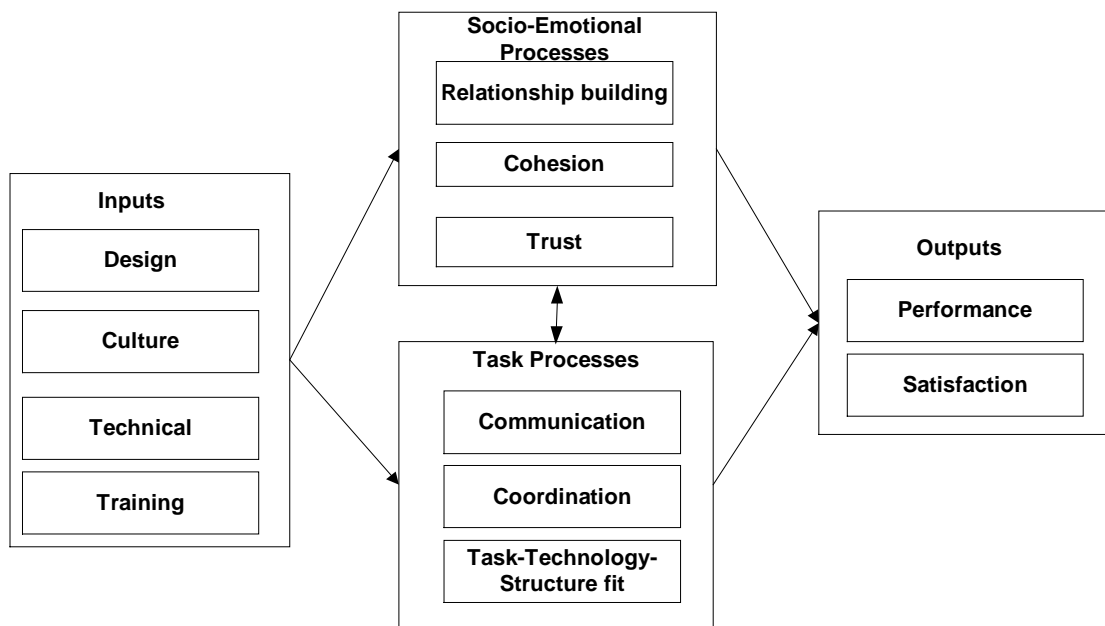 Inputs
Design
Culture
Technical
Training
Socio-Emotional
Processes
Relationship building
Cohesion
Trust
Task Processes
Communication
Coordination
Task-Technology-
Structure fit
Outputs
Performance
Satisfaction